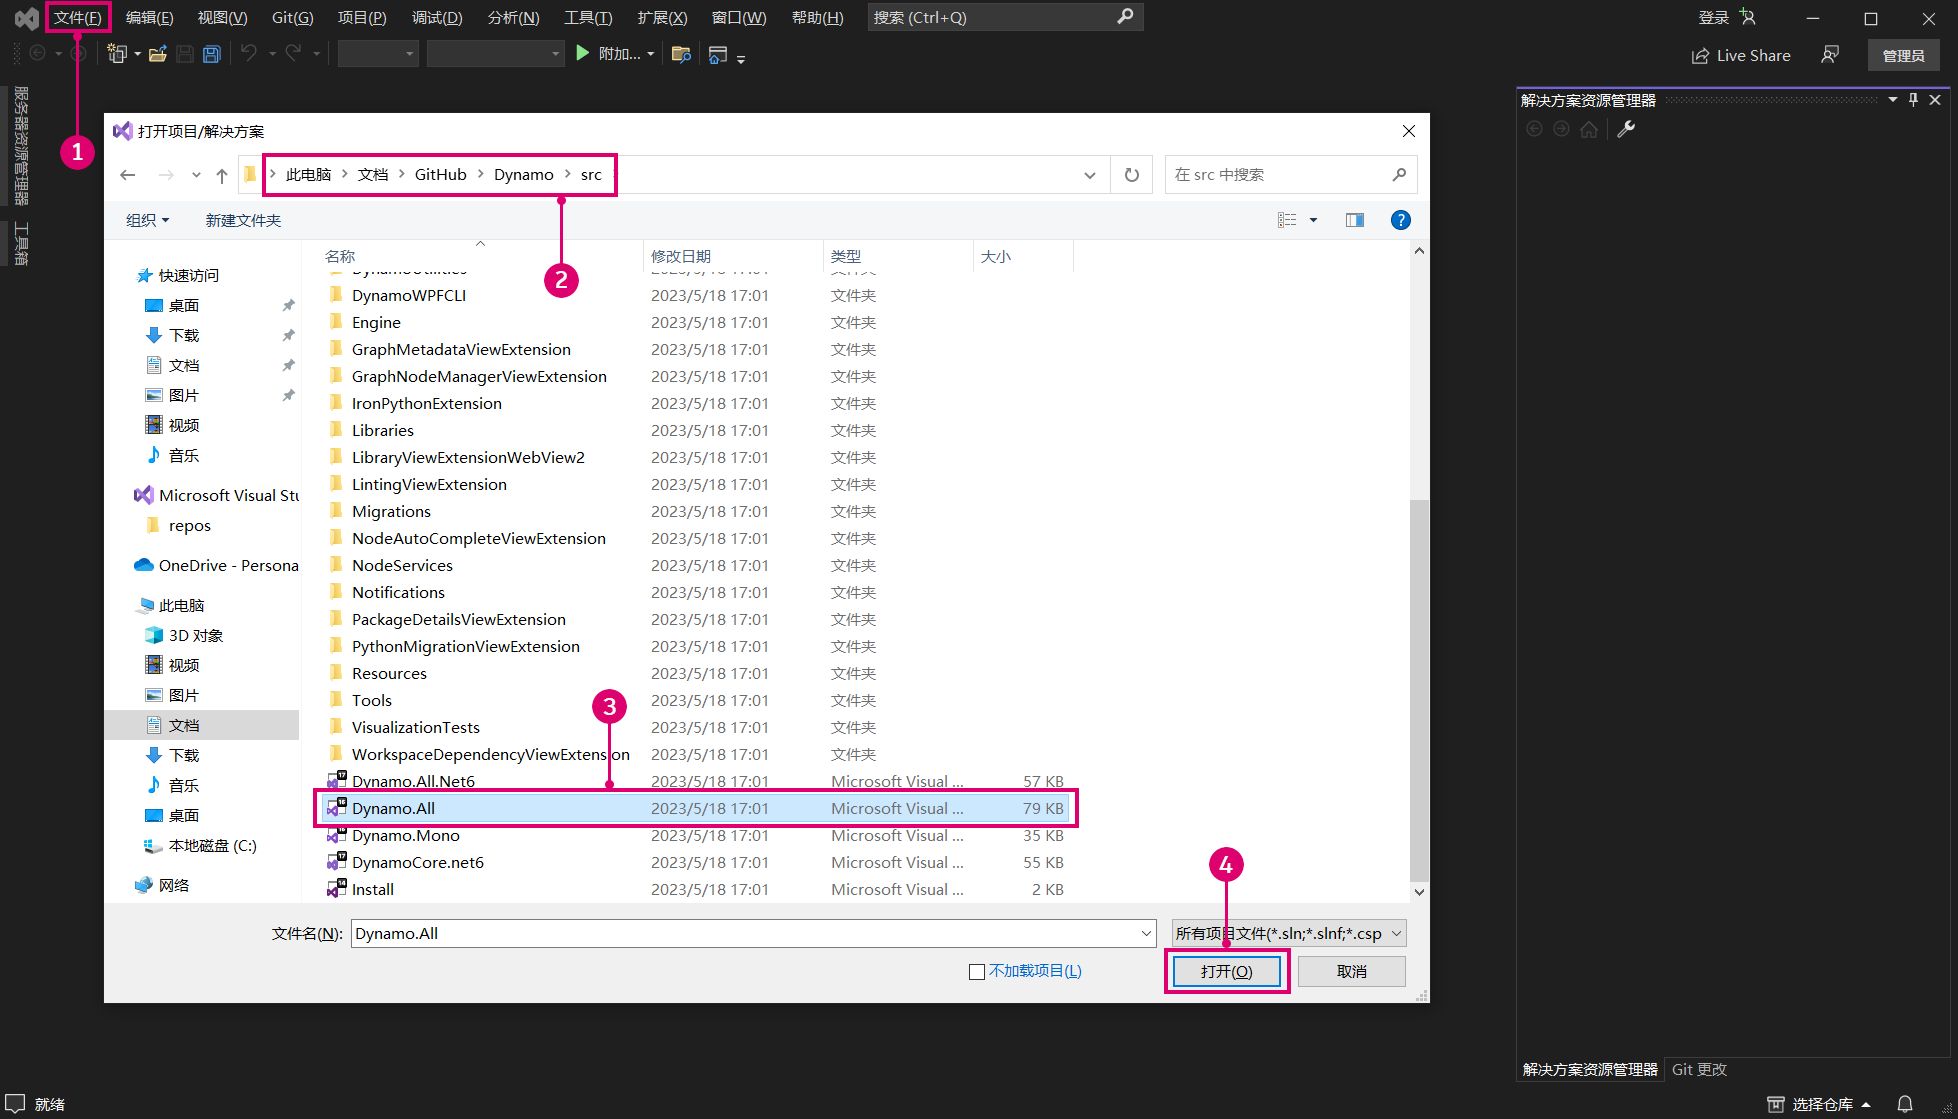 文件(F) 编辑(E) 视图(V) Git(G) 项目(P) 调试(D) 分析(N) 工具(T) 扩展(X) 窗口(W) 帮助(H) 搜索 (Ctrl+Q) 登录
附加... Live Share 管理员
服务器资源管理器
工具箱
1
打开项目/解决方案
此电脑 > 文档 > GitHub > Dynamo > src
在 src 中搜索
组织 新建文件夹
2
名称 修改日期 类型 大小
快速访问
桌面
下载
文档
图片
视频
音乐
Microsoft Visual Stu
repos
OneDrive - Persona
此电脑
3D 对象
视频
图片
文档
下载
音乐
桌面
本地磁盘 (C:)
网络
DynamoUtilities 2023/5/18 17:01 文件夹
DynamoWPFCLI 2023/5/18 17:01 文件夹
Engine 2023/5/18 17:01 文件夹
GraphMetadataViewExtension 2023/5/18 17:01 文件夹
GraphNodeManagerViewExtension 2023/5/18 17:01 文件夹
IronPythonExtension 2023/5/18 17:01 文件夹
Libraries 2023/5/18 17:01 文件夹
LibraryViewExtensionWebView2 2023/5/18 17:01 文件夹
LintingViewExtension 2023/5/18 17:01 文件夹
Migrations 2023/5/18 17:01 文件夹
NodeAutoCompleteViewExtension 2023/5/18 17:01 文件夹
NodeServices 2023/5/18 17:01 文件夹
Notifications 2023/5/18 17:01 文件夹
PackageDetailsViewExtension 2023/5/18 17:01 文件夹
PythonMigrationViewExtension 2023/5/18 17:01 文件夹
Resources 2023/5/18 17:01 文件夹
Tools 2023/5/18 17:01 文件夹
3
VisualizationTests 2023/5/18 17:01 文件夹
WorkspaceDependencyViewExtension 2023/5/18 17:01 文件夹
Dynamo.All.Net6 2023/5/18 17:01 Microsoft Visual ... 57 KB
Dynamo.All 2023/5/18 17:01 Microsoft Visual ... 79 KB
Dynamo.Mono 2023/5/18 17:01 Microsoft Visual ... 35 KB
DynamoCore.net6 2023/5/18 17:01 Microsoft Visual ... 55 KB
Install 2023/5/18 17:01 Microsoft Visual ... 2 KB
4
文件名(N): Dynamo.All 所有项目文件(*.sln;*.slnf;*.csp
不加载项目(L) 打开(O) 取消
解决方案资源管理器
解决方案资源管理器 Git 更改
就绪 选择仓库